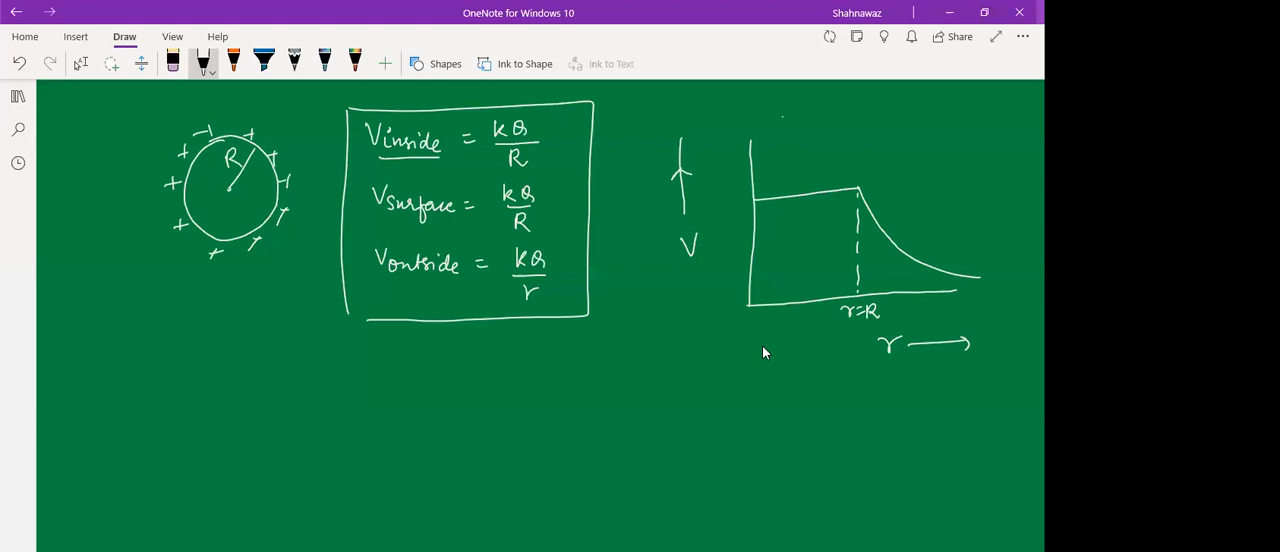 OneNote for Windows 10
Shahnawaz
Home Insert Draw View Help
Share
Shapes
Ink to Shape
Ink to Text
R
Vinside = kQ/R
Vsurface = kQ/R
Voutside = kQ/r
V
r=R
r